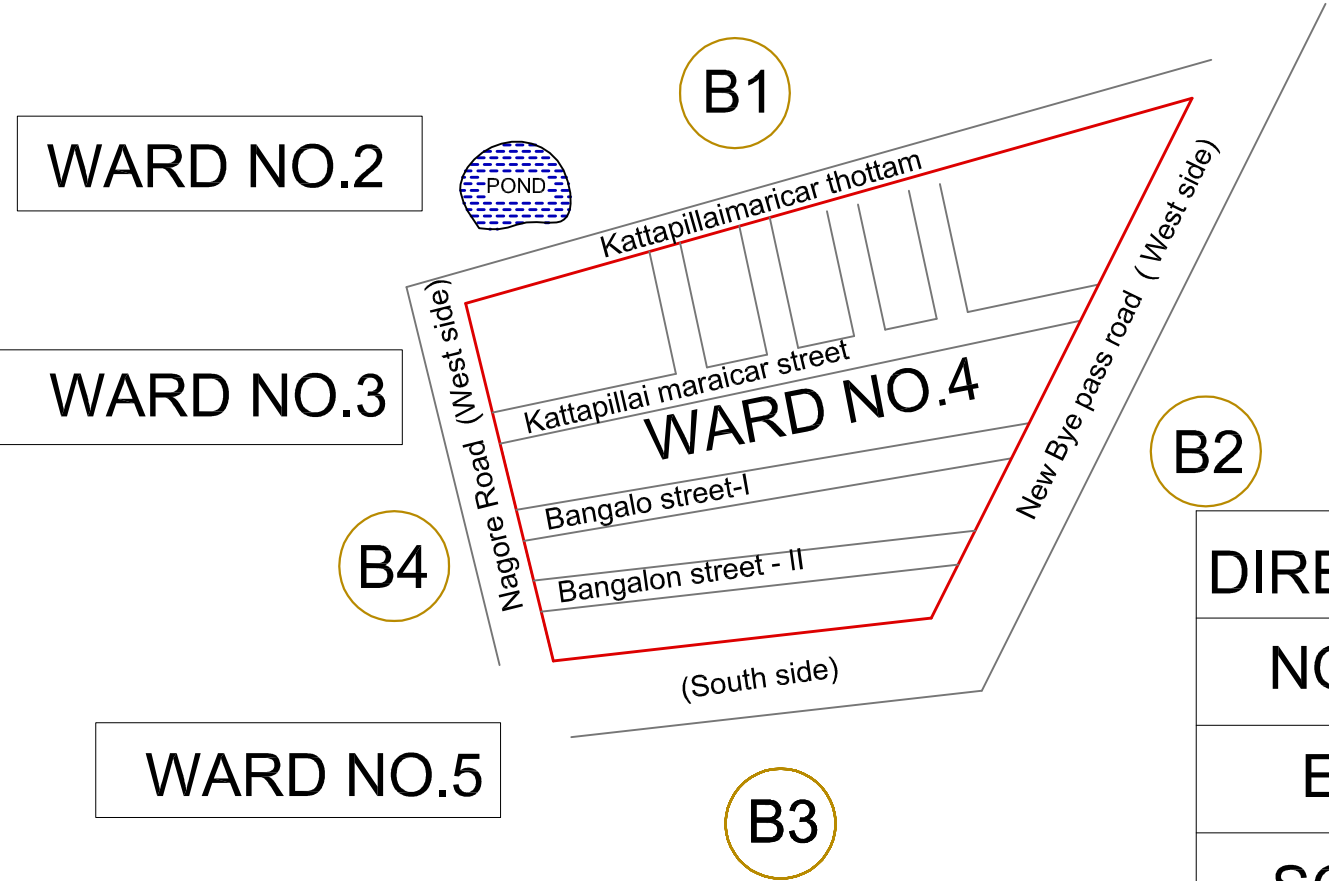 B1
WARD NO.2
POND
Kattapillaimaricar thottam
New Bye pass road ( West side)
Nagore Road (West side)
WARD NO.3
Kattapillai maraicar street
WARD NO.4
B2
Bangalo street-I
B4
Bangalon street - II
(South side)
WARD NO.5
B3